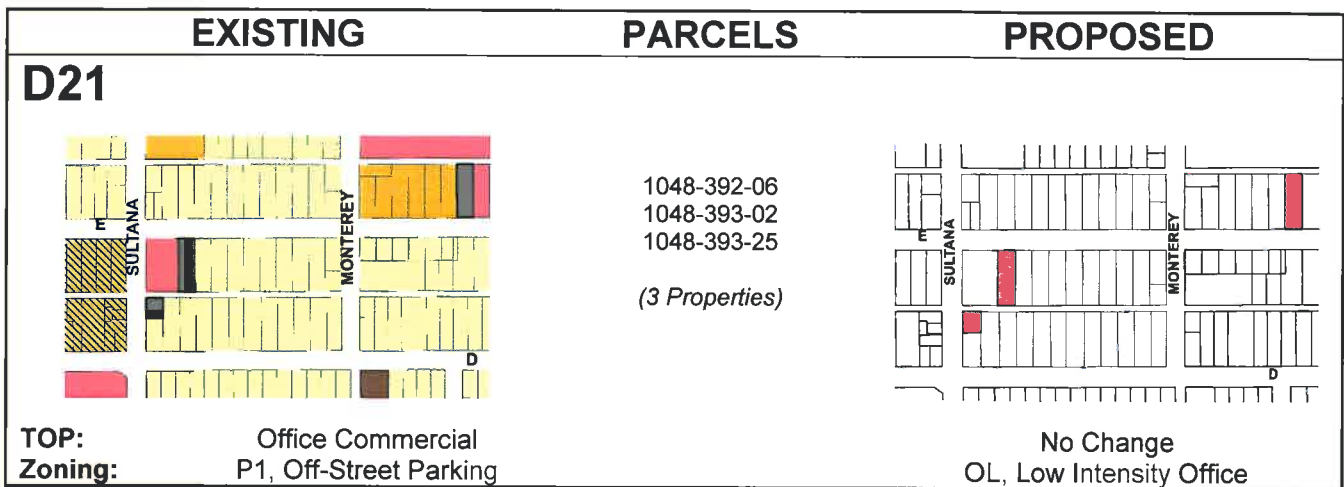 EXISTING PARCELS PROPOSED
D21
SULTANA
E
MONTEREY
D
1048-392-06
1048-393-02
1048-393-25
(3 Properties)
SULTANA
E
MONTEREY
D
TOP: Office Commercial No Change
Zoning: P1, Off-Street Parking OL, Low Intensity Office